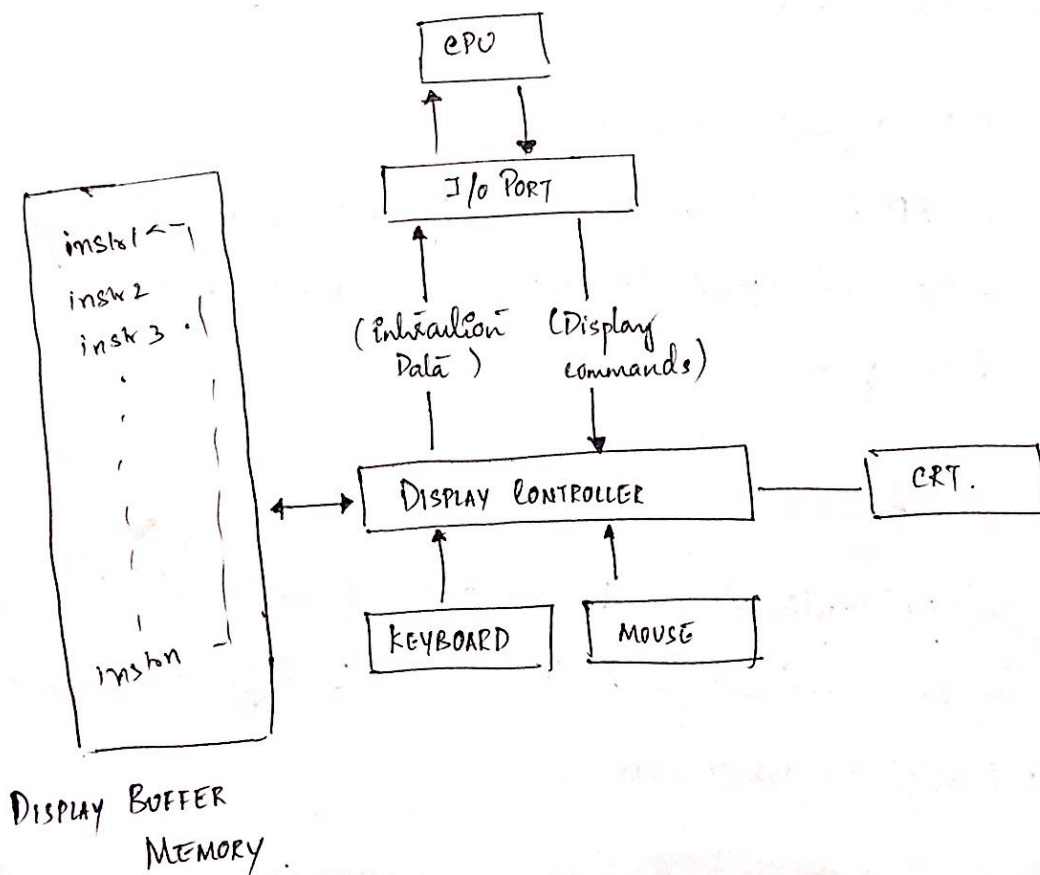 CPU
I/O PORT
instr1
instr2
instr3
instrn
(interaction
Data)
(Display
commands)
DISPLAY CONTROLLER
CRT.
KEYBOARD
MOUSE
DISPLAY BUFFER
MEMORY.